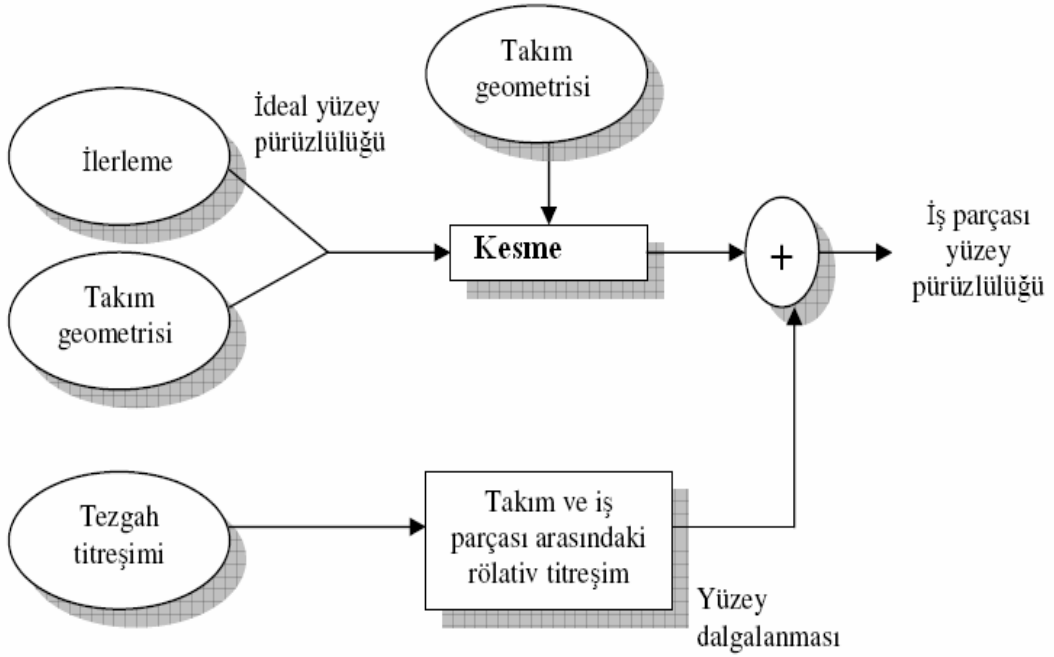 Takım
geometrisi
İdeal yüzey
pürüzlülüğü
İlerleme
Kesme
+
İş parçası
yüzey
pürüzlülüğü
Takım
geometrisi
Tezgah
titreşimi
Takım ve iş
parçası arasındaki
rölativ titreşim
Yüzey
dalgalanması